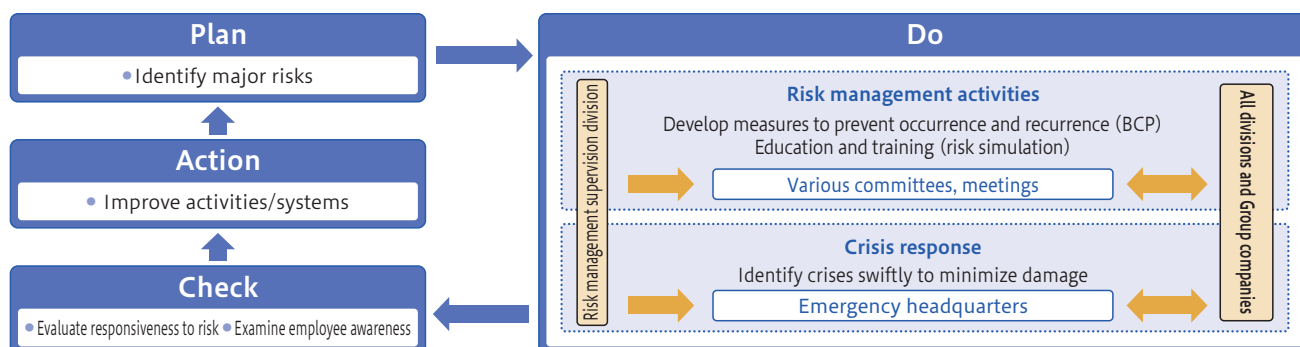 Plan
• Identify major risks
Action
• Improve activities/systems
Check
• Evaluate responsiveness to risk • Examine employee awareness
Do
Risk management supervision division
Risk management activities
Develop measures to prevent occurrence and recurrence (BCP)
Education and training (risk simulation)
Various committees, meetings
Crisis response
Identify crises swiftly to minimize damage
Emergency headquarters
All divisions and Group companies